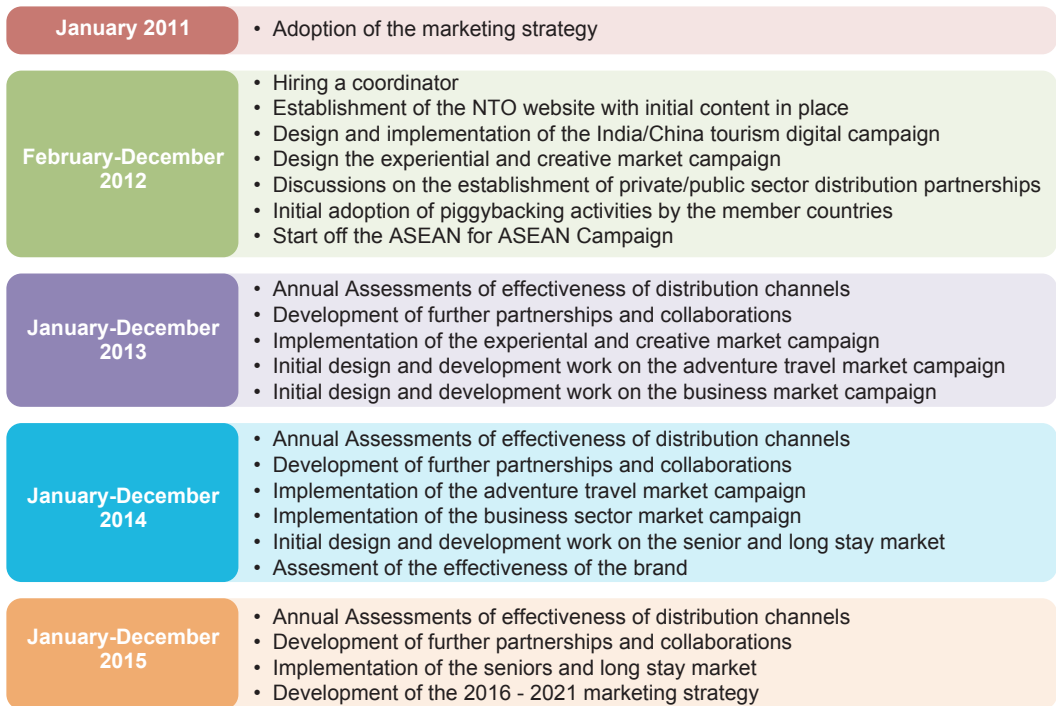 January 2011
• Adoption of the marketing strategy
February-December
2012
• Hiring a coordinator
• Establishment of the NTO website with initial content in place
• Design and implementation of the India/China tourism digital campaign
• Design the experiential and creative market campaign
• Discussions on the establishment of private/public sector distribution partnerships
• Initial adoption of piggybacking activities by the member countries
• Start off the ASEAN for ASEAN Campaign
January-December
2013
• Annual Assessments of effectiveness of distribution channels
• Development of further partnerships and collaborations
• Implementation of the experiental and creative market campaign
• Initial design and development work on the adventure travel market campaign
• Initial design and development work on the business market campaign
January-December
2014
• Annual Assessments of effectiveness of distribution channels
• Development of further partnerships and collaborations
• Implementation of the adventure travel market campaign
• Implementation of the business sector market campaign
• Initial design and development work on the senior and long stay market
• Assesment of the effectiveness of the brand
January-December
2015
• Annual Assessments of effectiveness of distribution channels
• Development of further partnerships and collaborations
• Implementation of the seniors and long stay market
• Development of the 2016 - 2021 marketing strategy